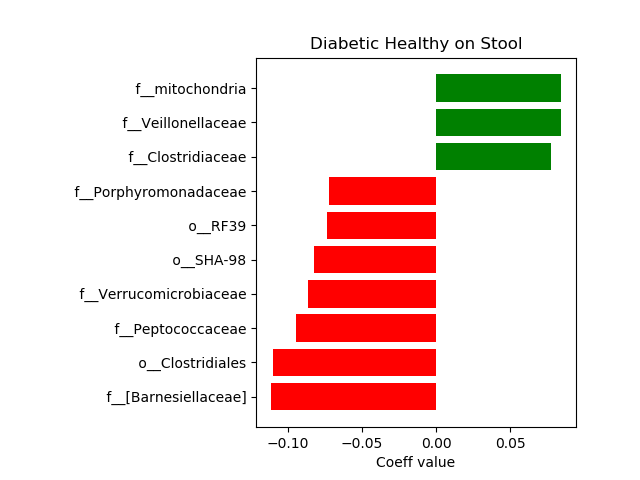 Diabetic Healthy on Stool
f__mitochondria
f__Veillonellaceae
f__Clostridiaceae
f__Porphyromonadaceae
o__RF39
o__SHA-98
f__Verrucomicrobiaceae
f__Peptococcaceae
o__Clostridiales
f__[Barnesiellaceae]
−0.10 −0.05 0.00 0.05
Coeff value